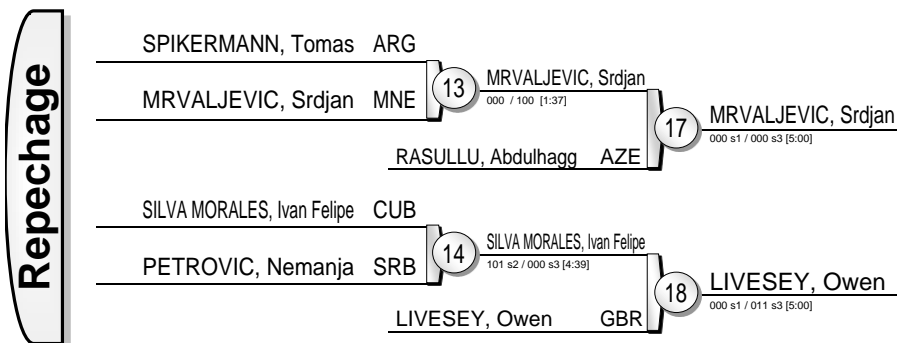 Repechage
SPIKERMANN, Tomas ARG
MRVALJEVIC, Srdjan MNE
13
MRVALJEVIC, Srdjan
000 / 100 [1:37]
RASULLU, Abdulhagg AZE
17
MRVALJEVIC, Srdjan
000 s1 / 000 s3 [5:00]
SILVA MORALES, Ivan Felipe CUB
PETROVIC, Nemanja SRB
14
SILVA MORALES, Ivan Felipe
101 s2 / 000 s3 [4:39]
LIVESEY, Owen GBR
18
LIVESEY, Owen
000 s1 / 011 s3 [5:00]